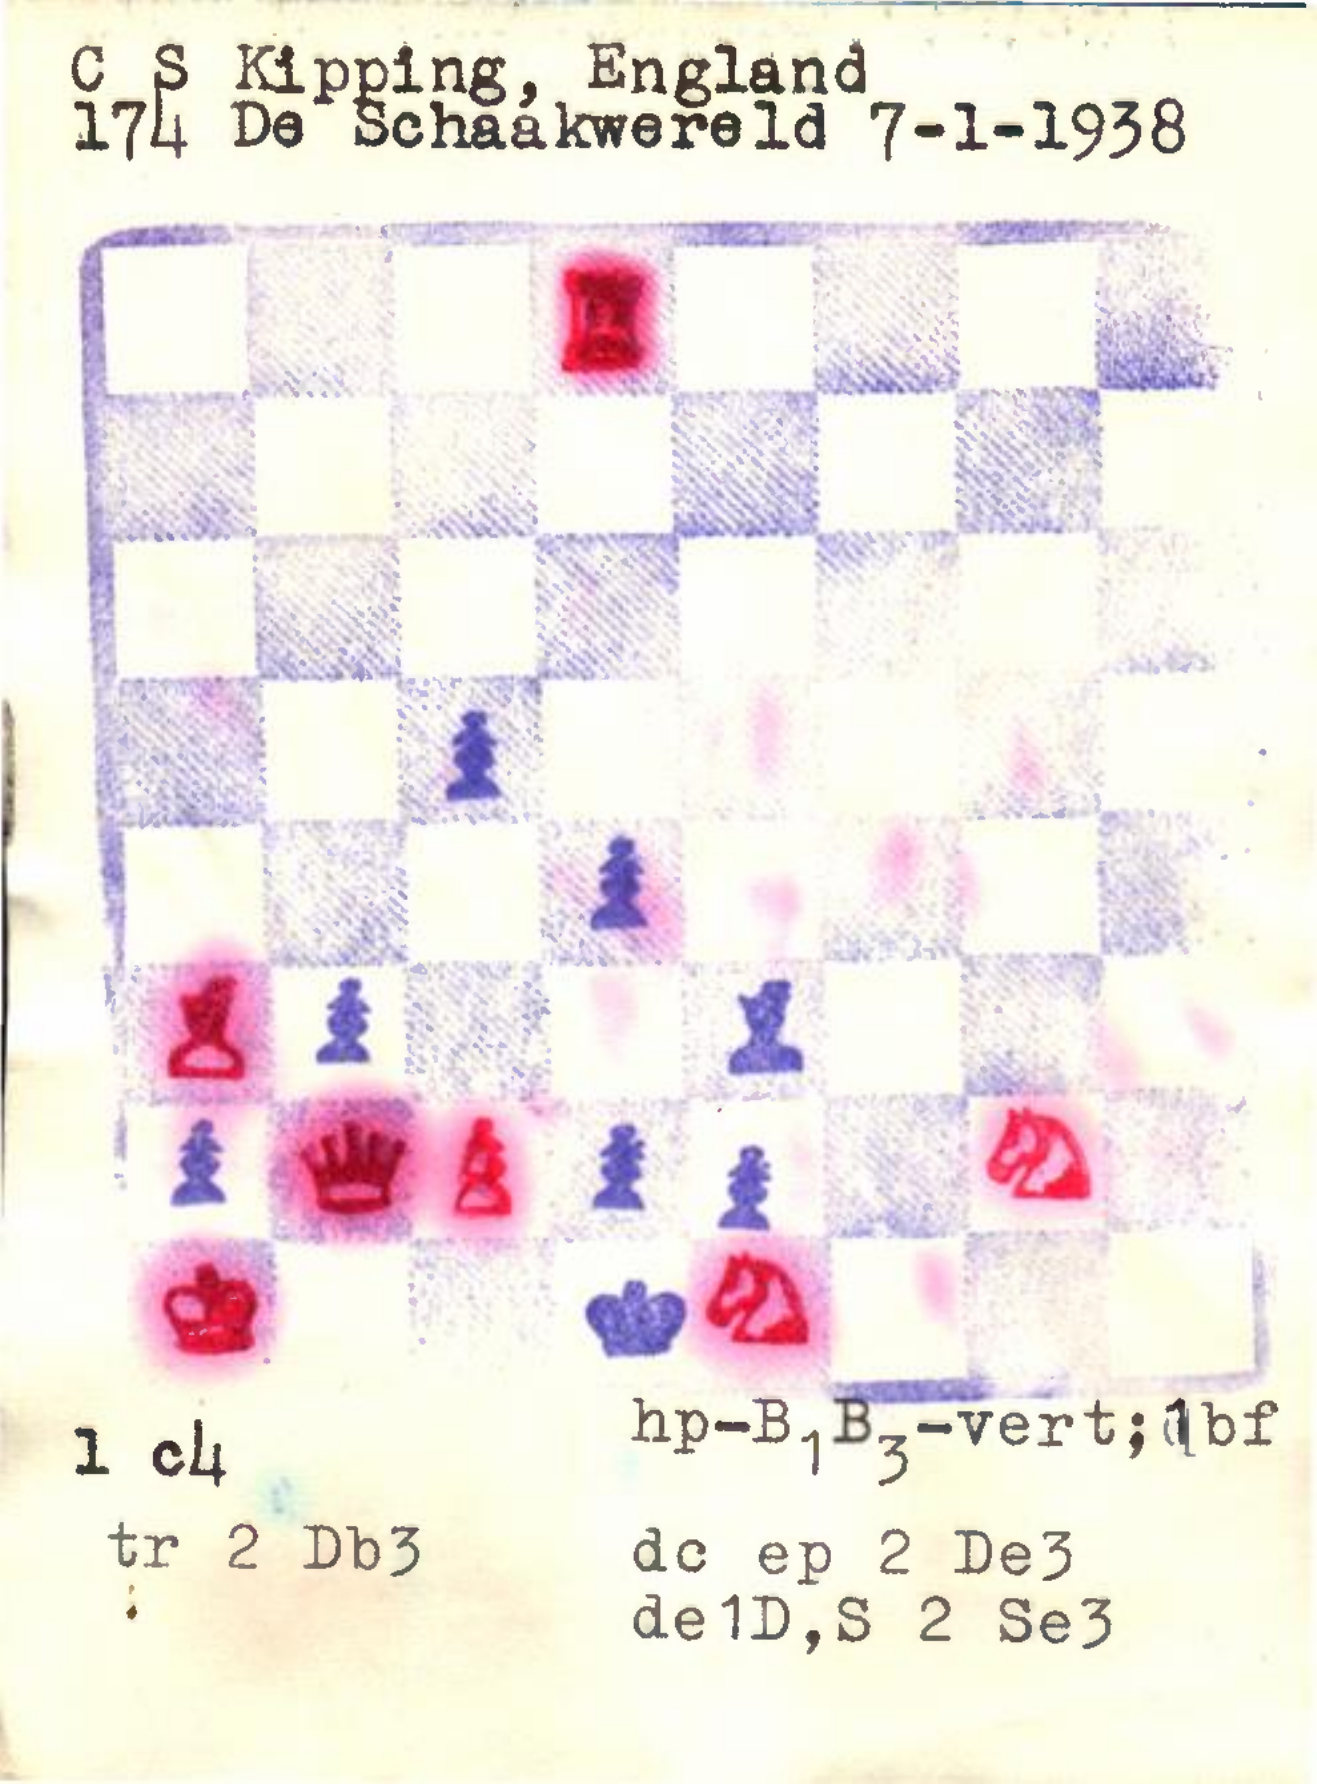 C S Kipping, England
174 De Schaakwereld 7-1-1938
1 c4
hp-B₁B₃-vert;1bf
tr 2 Db3
dc ep 2 De3
de1D,S 2 Se3